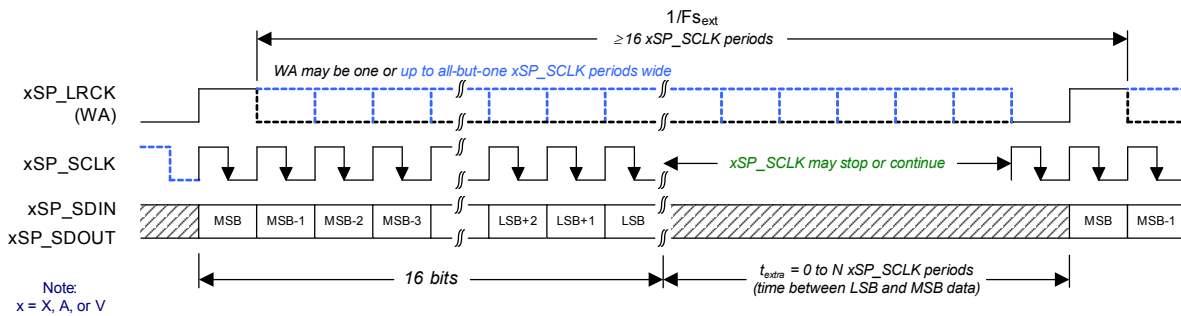 1/Fs_ext
≥16 xSP_SCLK periods
WA may be one or up to all-but-one xSP_SCLK periods wide
xSP_LRCK
(WA)
xSP_SCLK
xSP_SCLK may stop or continue
xSP_SDIN
xSP_SDOUT
MSB MSB-1 MSB-2 MSB-3 LSB+2 LSB+1 LSB MSB MSB-1
16 bits
t_extra = 0 to N xSP_SCLK periods
(time between LSB and MSB data)
Note:
x = X, A, or V